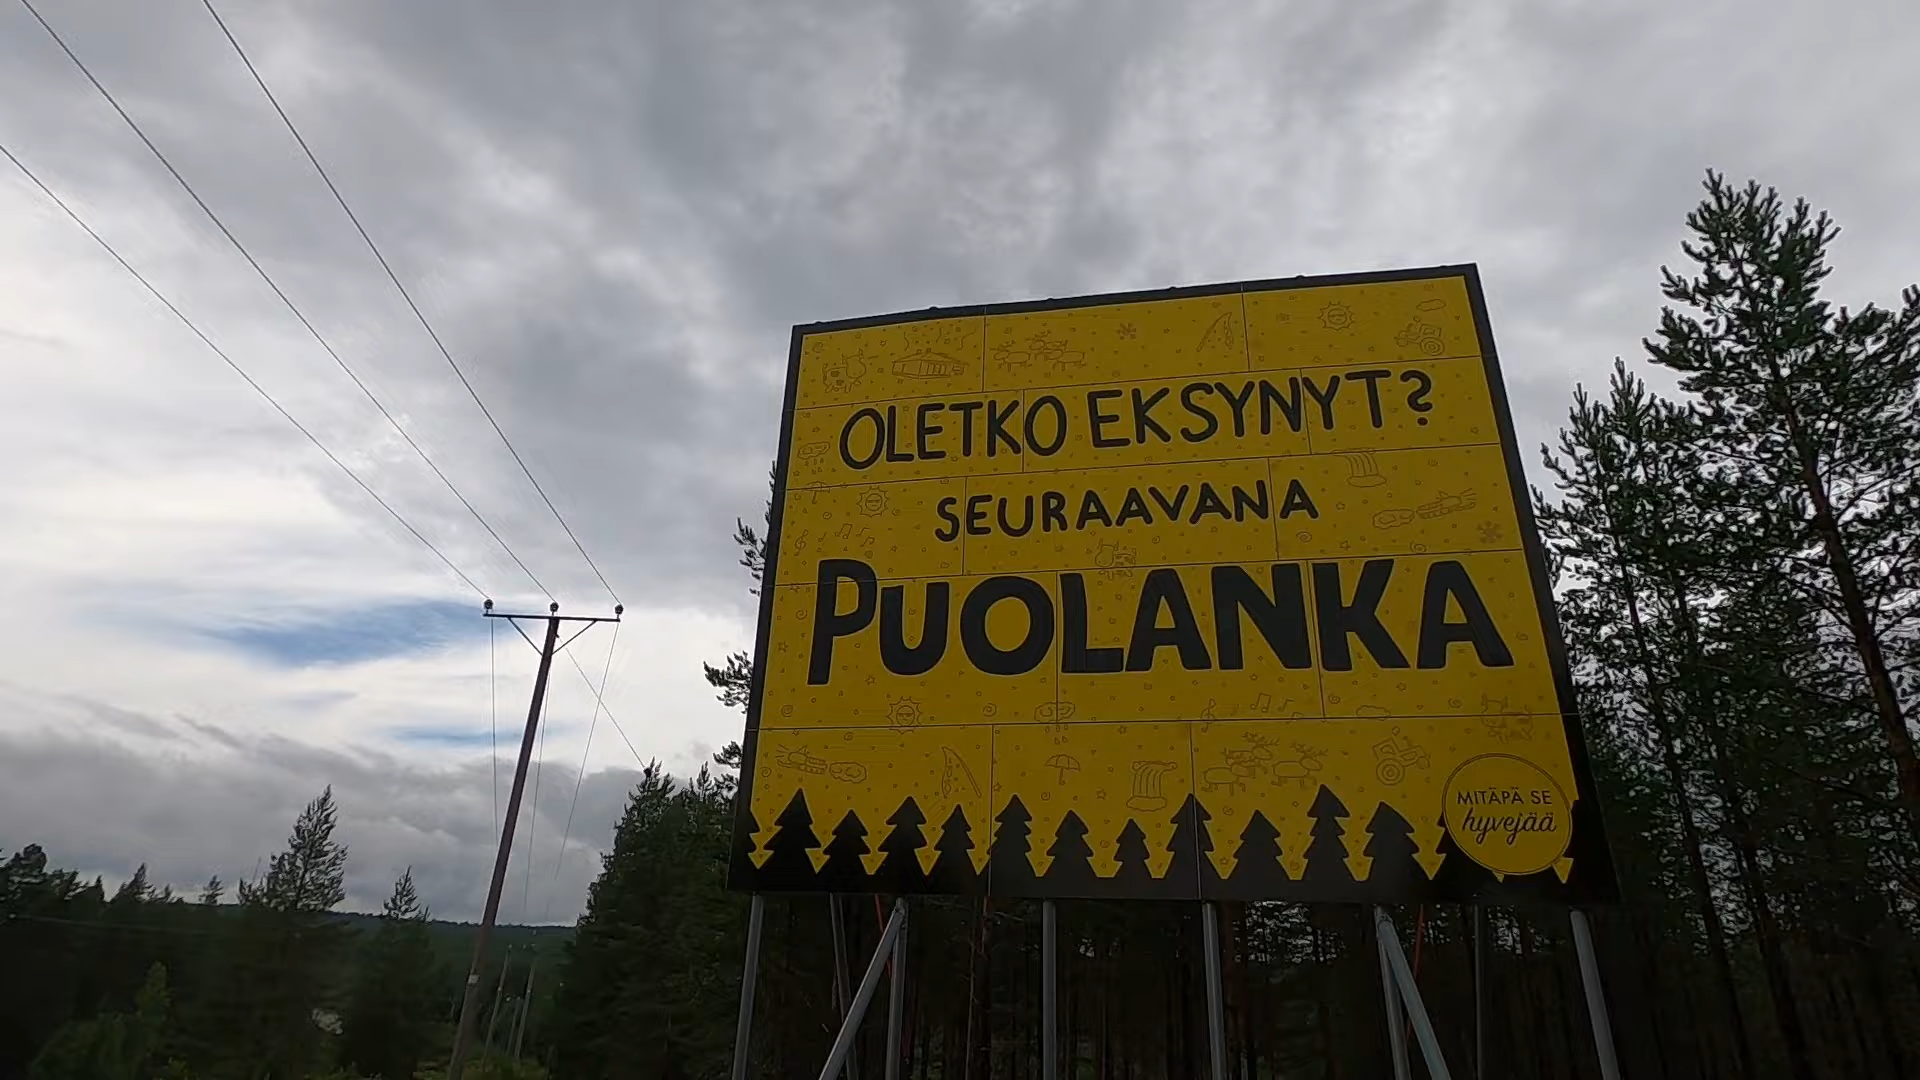 OLETKO EKSYNYT?
SEURAAVANA
PUOLANKA
MITÄPÄ SE
hyvejää